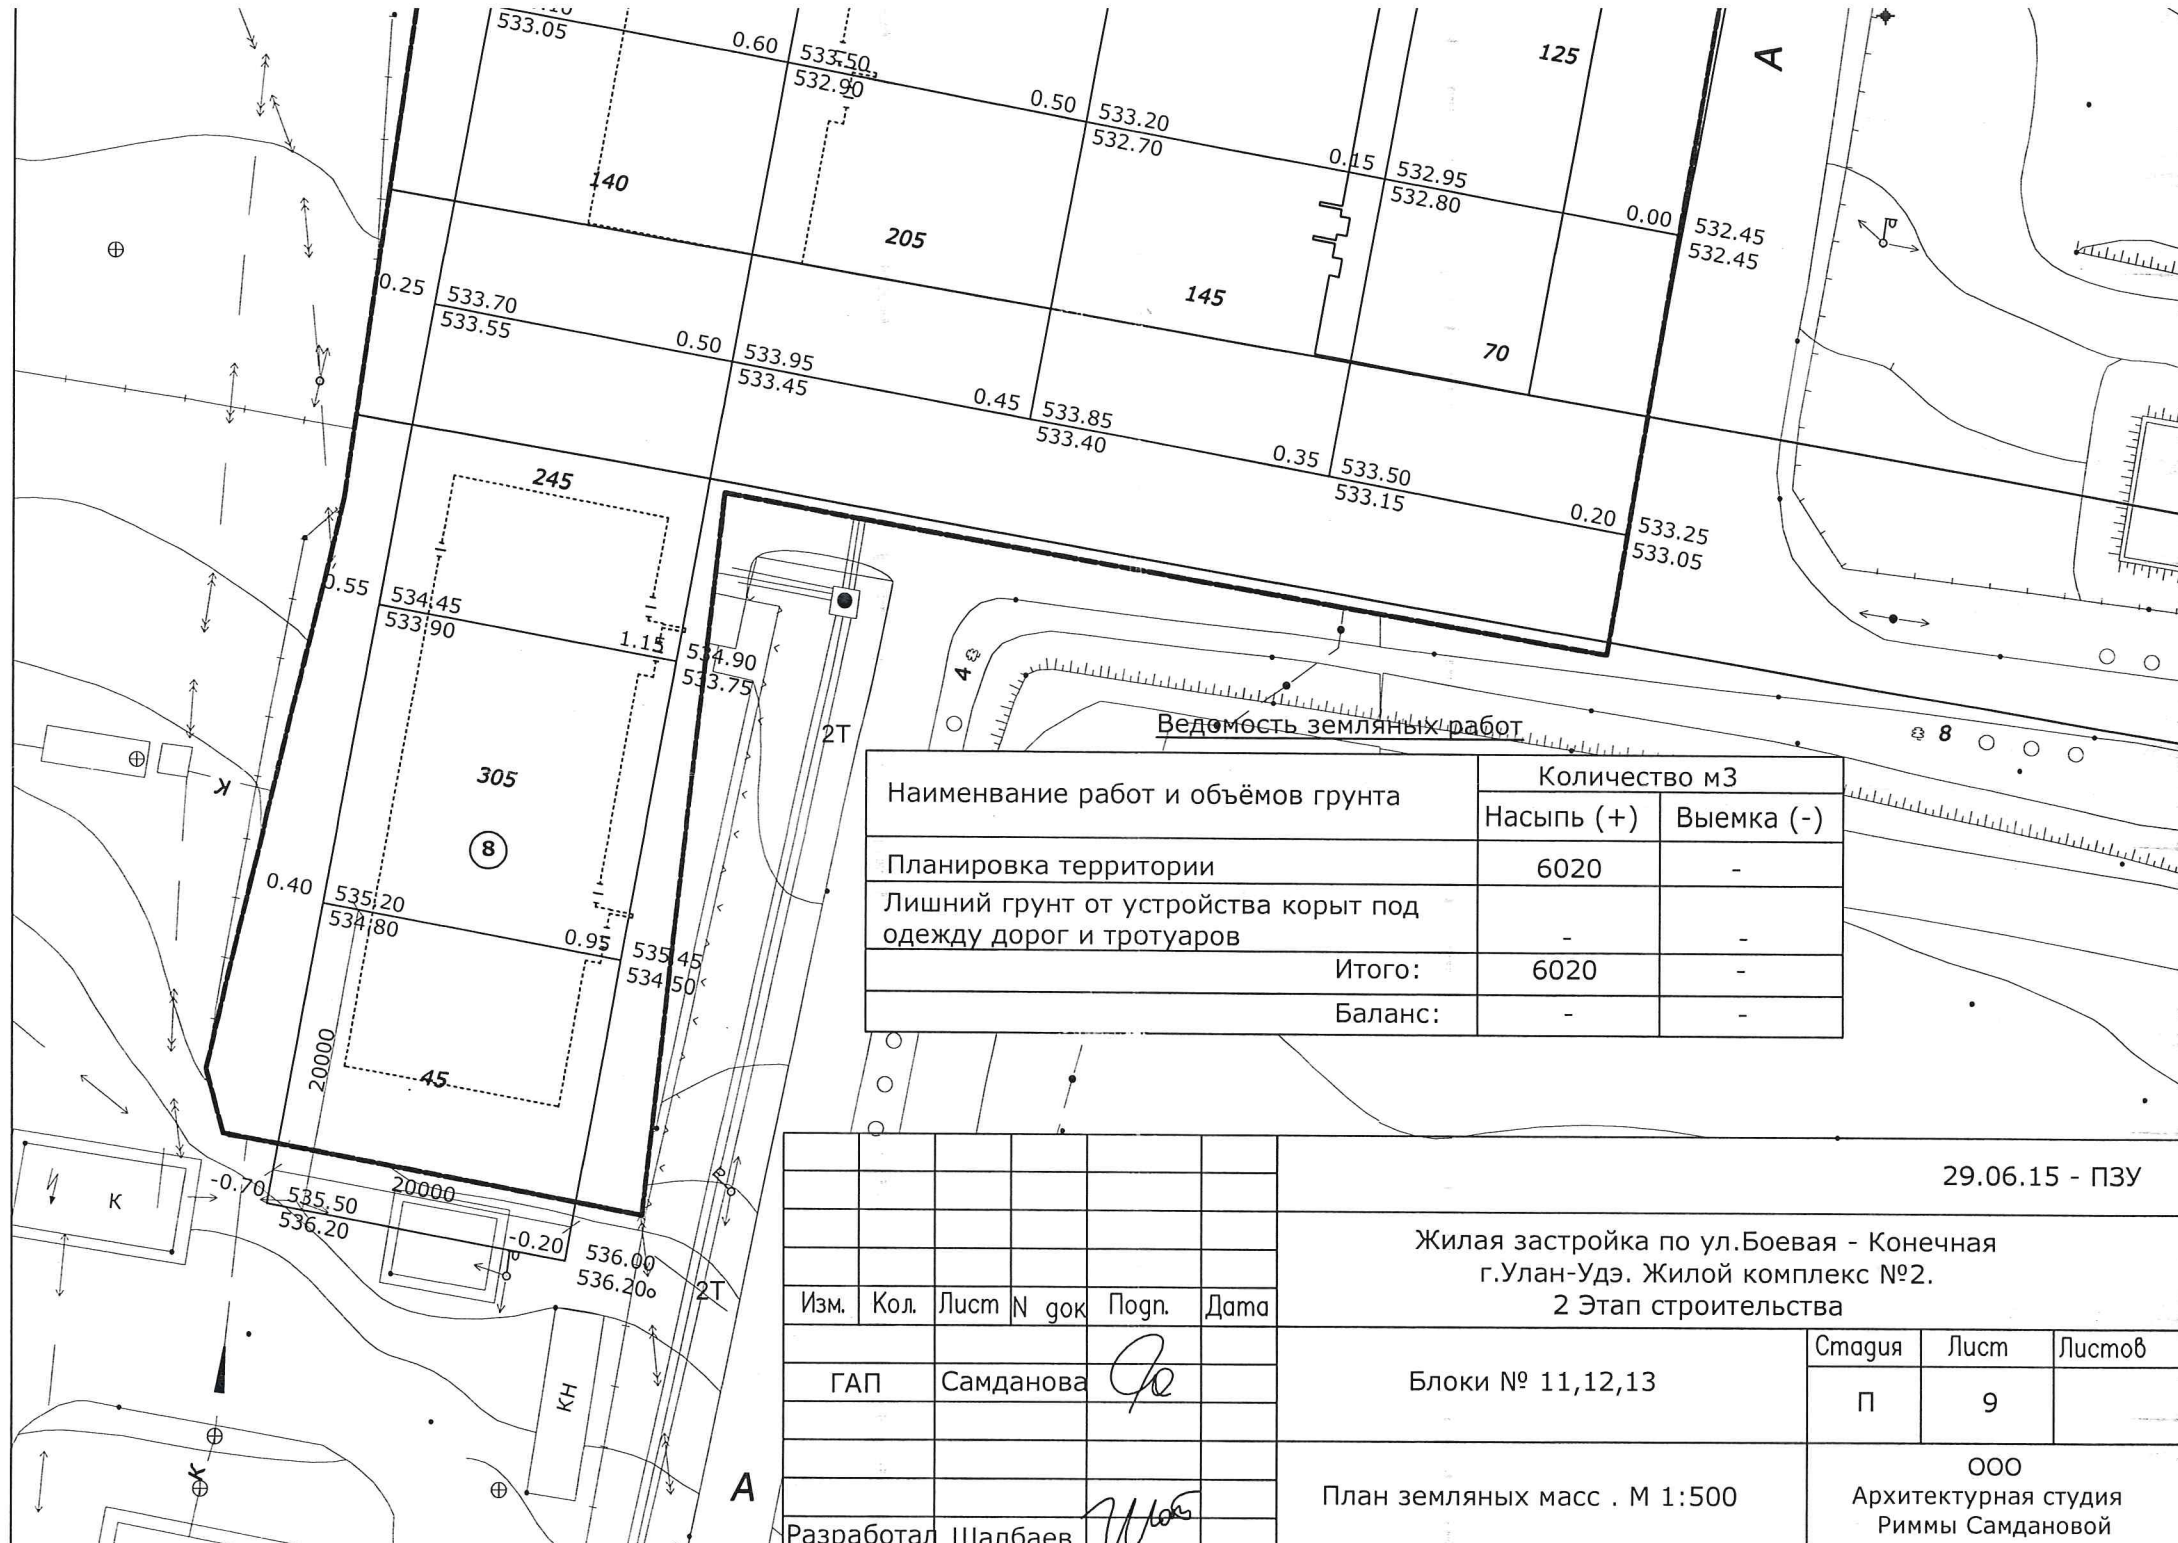 533.05
0.60
533.50
532.90
0.50
533.20
532.70
0.15
532.95
532.80
0.00
532.45
532.45
125
А
140
205
145
70
0.25
533.70
533.55
0.50
533.95
533.45
0.45
533.85
533.40
0.35
533.50
533.15
0.20
533.25
533.05
245
0.55
534.45
533.90
1.15
534.90
533.75
305
8
0.40
535.20
534.80
0.95
535.45
534.50
20000
45
20000
-0.70
535.50
536.20
-0.20
536.00
536.20
2Т
2Т
4
8
К
К
К
КН
А
Ведомость земляных работ
Наименвание работ и объёмов грунта
Количество м3
Насыпь (+)
Выемка (-)
Планировка территории
6020
-
Лишний грунт от устройства корыт под
одежду дорог и тротуаров
-
-
Итого:
6020
-
Баланс:
-
-
29.06.15 - ПЗУ
Жилая застройка по ул.Боевая - Конечная
г.Улан-Удэ. Жилой комплекс №2.
2 Этап строительства
Изм.
Кол.
Лист
N док
Подп.
Дата
ГАП
Самданова
Блоки № 11,12,13
Стадия
Лист
Листов
П
9
План земляных масс . М 1:500
ООО
Архитектурная студия
Риммы Самдановой
Разработал
Шалбаев